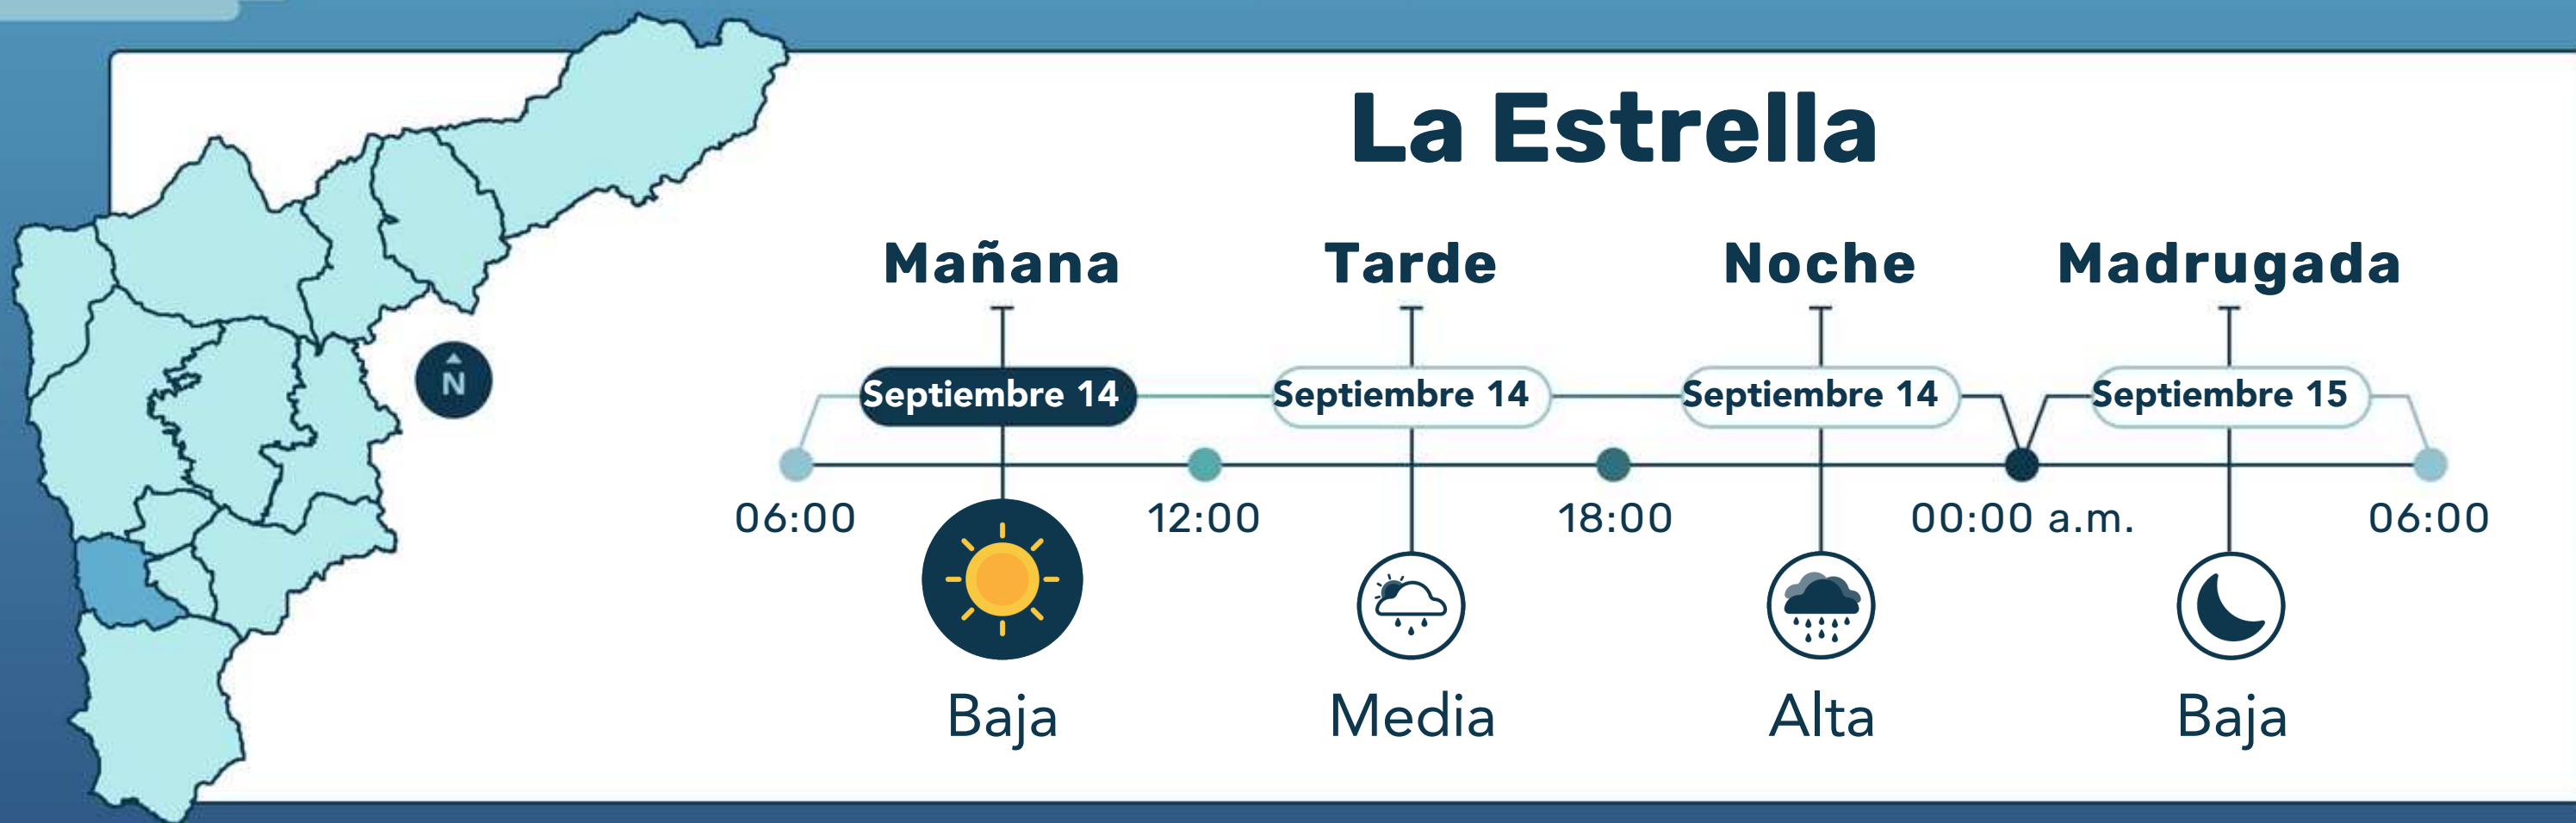 La Estrella
Mañana Tarde Noche Madrugada
N
Septiembre 14 Septiembre 14 Septiembre 14 Septiembre 15
06:00 12:00 18:00 00:00 a.m. 06:00
Baja Media Alta Baja